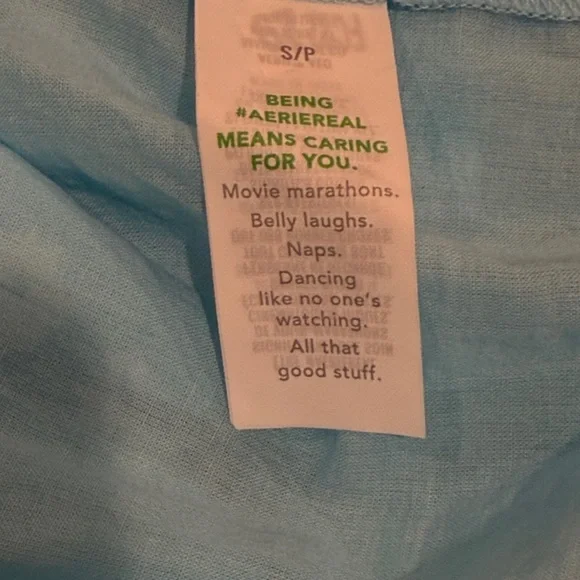 S/P
BEING
#AERIEREAL
MEANS CARING
FOR YOU.
Movie marathons.
Belly laughs.
Naps.
Dancing
like no one's
watching.
All that
good stuff.